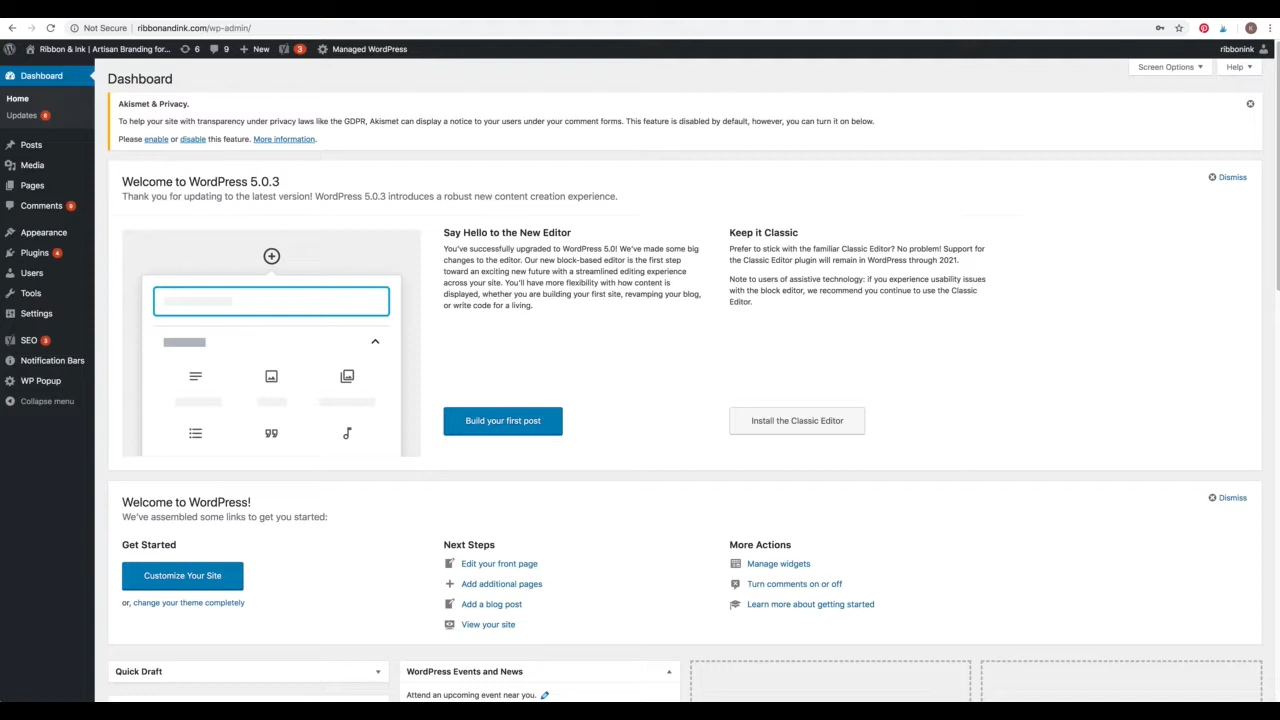 Not Secure | ribbonandink.com/wp-admin/
K
Ribbon & Ink | Artisan Branding for... 6 9 New 3 Managed WordPress ribbonink
Screen Options Help
Dashboard
Home
Updates 6
Posts
Media
Pages
Comments 9
Appearance
Plugins 4
Users
Tools
Settings
SEO 3
Notification Bars
WP Popup
Collapse menu
Dashboard
Akismet & Privacy.
To help your site with transparency under privacy laws like the GDPR, Akismet can display a notice to your users under your comment forms. This feature is disabled by default, however, you can turn it on below.
Please enable or disable this feature. More information.
Welcome to WordPress 5.0.3
Thank you for updating to the latest version! WordPress 5.0.3 introduces a robust new content creation experience.
Dismiss
Say Hello to the New Editor
You've successfully upgraded to WordPress 5.0! We've made some big
changes to the editor. Our new block-based editor is the first step
toward an exciting new future with a streamlined editing experience
across your site. You'll have more flexibility with how content is
displayed, whether you are building your first site, revamping your blog,
or write code for a living.
Build your first post
Keep it Classic
Prefer to stick with the familiar Classic Editor? No problem! Support for
the Classic Editor plugin will remain in WordPress through 2021.
Note to users of assistive technology: if you experience usability issues
with the block editor, we recommend you continue to use the Classic
Editor.
Install the Classic Editor
Welcome to WordPress!
We've assembled some links to get you started:
Dismiss
Get Started
Customize Your Site
or, change your theme completely
Next Steps
Edit your front page
Add additional pages
Add a blog post
View your site
More Actions
Manage widgets
Turn comments on or off
Learn more about getting started
Quick Draft
WordPress Events and News
Attend an upcoming event near you.